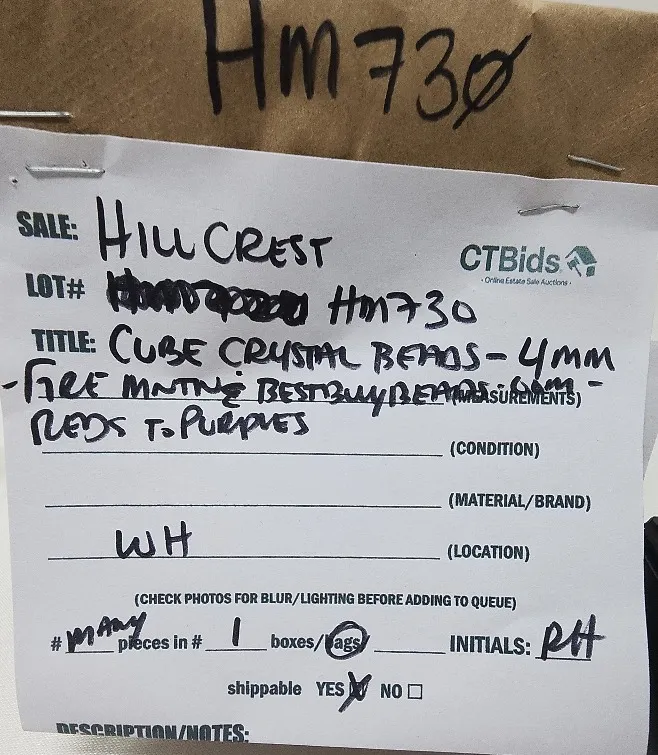 Hm730
SALE: HILLCREST
CTBids
Online Estate Sale Auctions
LOT# Hm730
TITLE: CUBE CRYSTAL BEADS - 4MM
- FIRE MNTN & BESTBUYBEADS.COM -
(MEASUREMENTS)
REDS TO PURPLES
(CONDITION)
(MATERIAL/BRAND)
WH (LOCATION)
(CHECK PHOTOS FOR BLUR/LIGHTING BEFORE ADDING TO QUEUE)
# MANY pieces in # 1 boxes/bags INITIALS: RH
shippable YES NO
DESCRIPTION/NOTES: